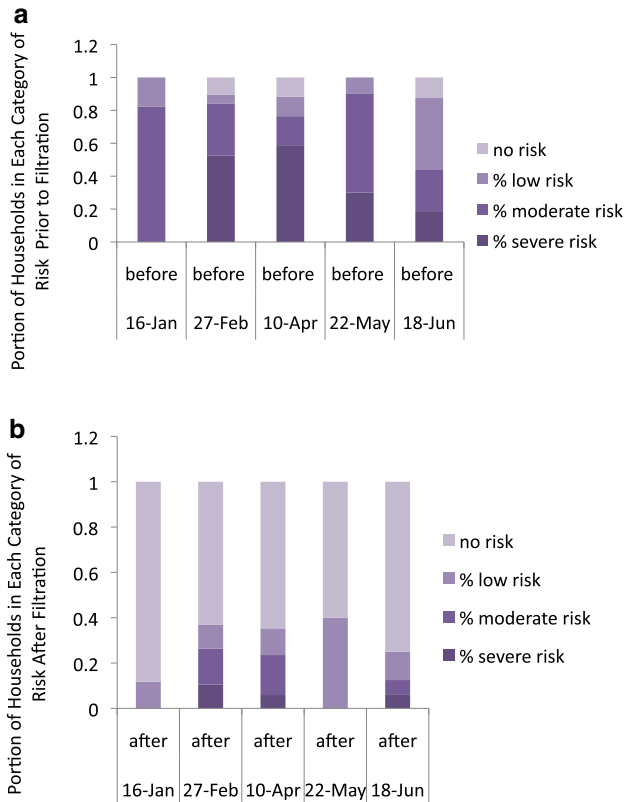 a
Portion of Households in Each Category of
Risk Prior to Filtration
1.2
1
0.8
0.6
0.4
0.2
0
before before before before before
16-Jan 27-Feb 10-Apr 22-May 18-Jun
no risk
% low risk
% moderate risk
% severe risk
b
Portion of Households in Each Category of
Risk After Filtration
1.2
1
0.8
0.6
0.4
0.2
0
after after after after after
16-Jan 27-Feb 10-Apr 22-May 18-Jun
no risk
% low risk
% moderate risk
% severe risk